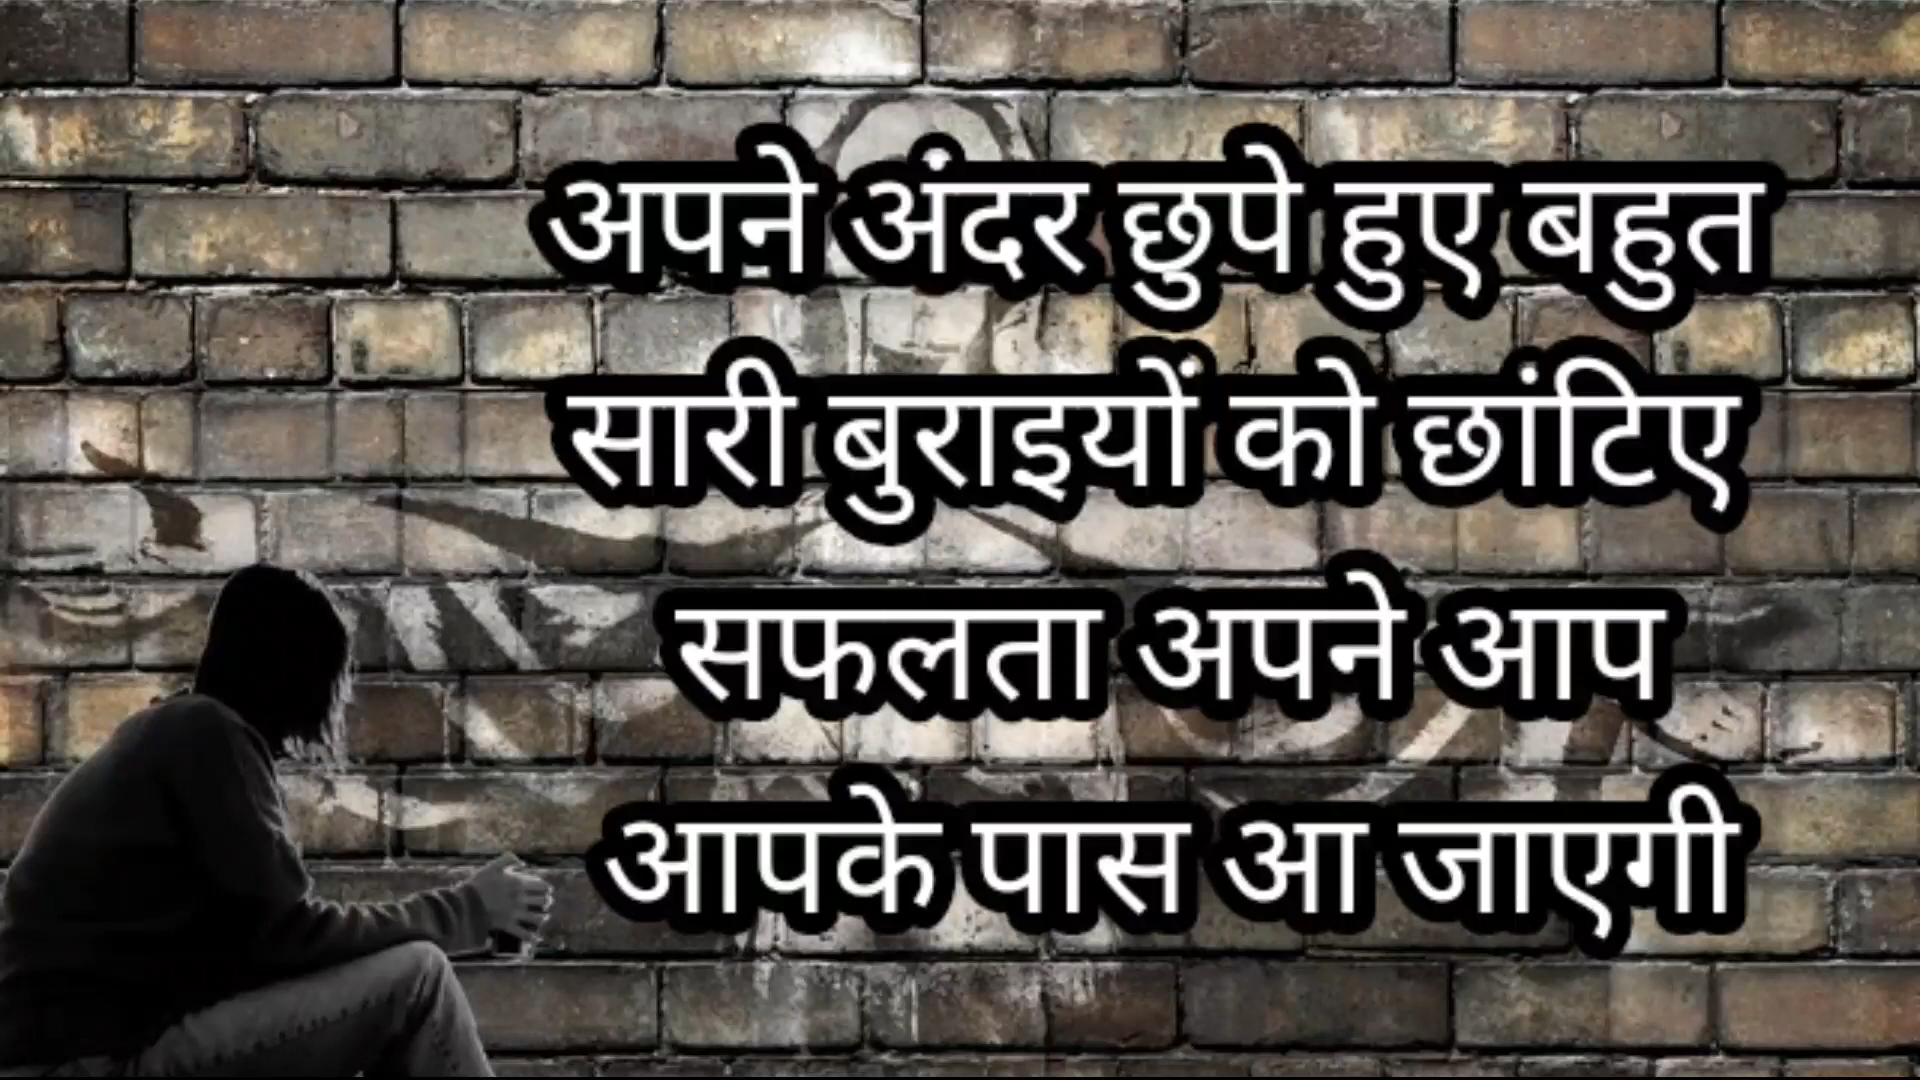 अपने अंदर छुपे हुए बहुत
सारी बुराइयों को छांटिए
सफलता अपने आप
आपके पास आ जाएगी